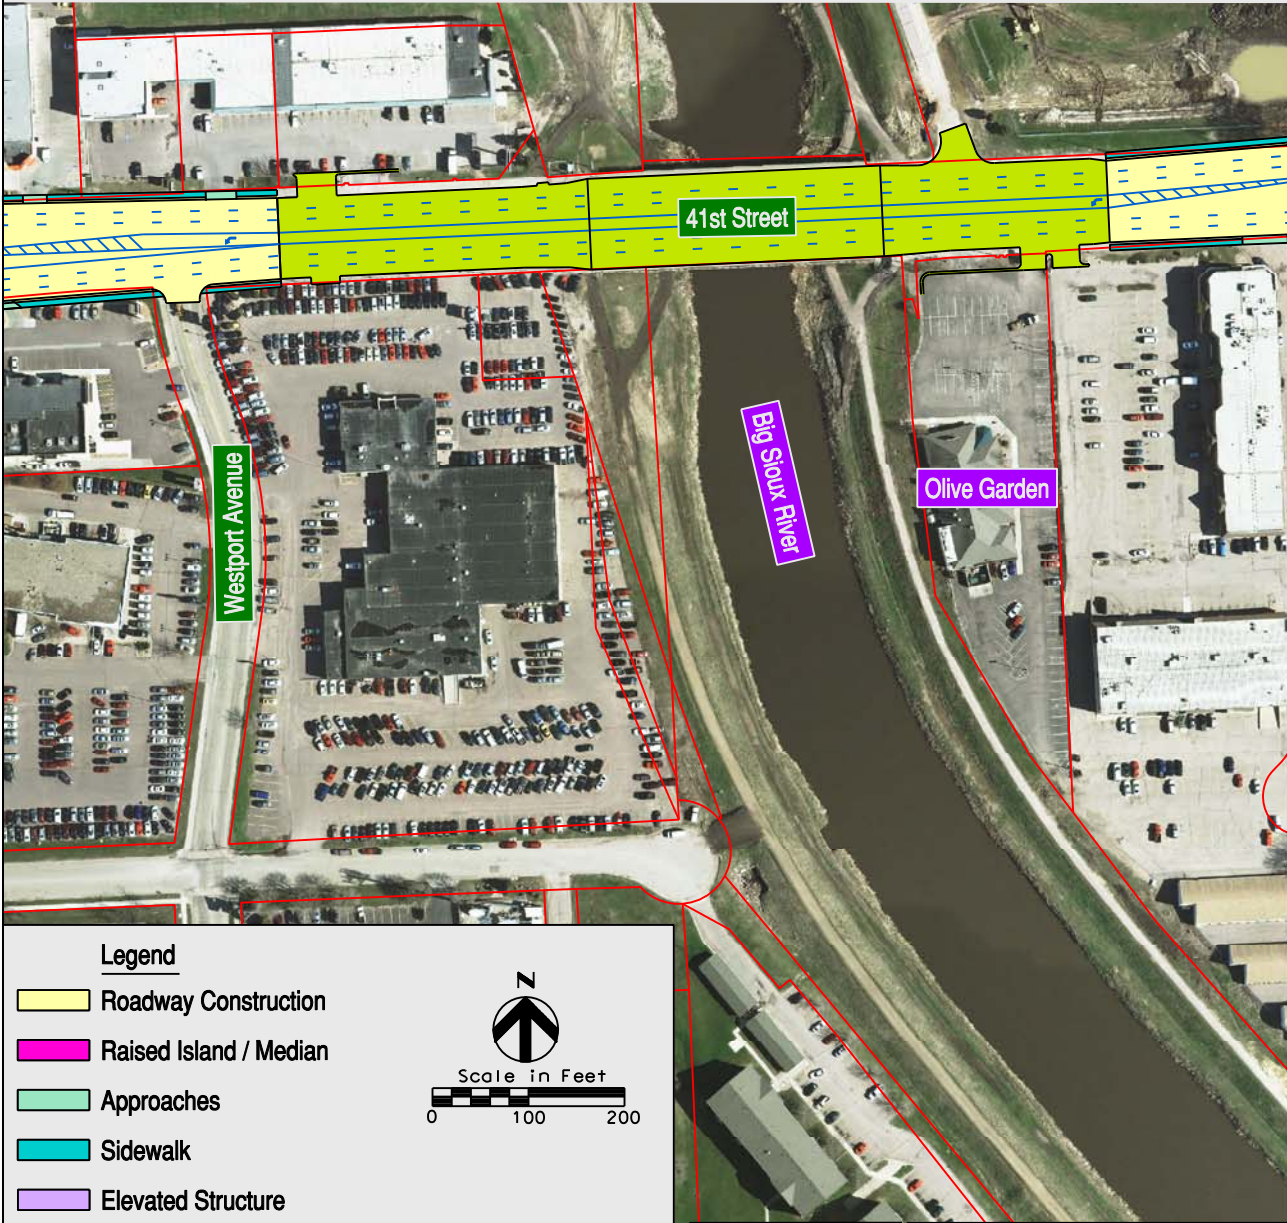 41st Street
Big Sioux River
Olive Garden
Westport Avenue
Legend
Roadway Construction
Raised Island / Median
Approaches
Sidewalk
Elevated Structure
N
Scale in Feet
0 100 200